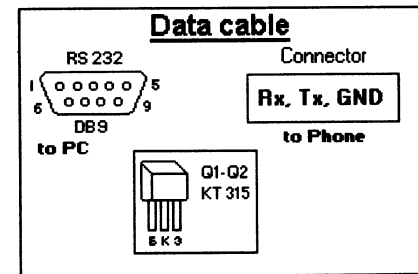 Data cable
RS 232
Connector
1 5
6 9
DB9
to PC
Rx, Tx, GND
to Phone
Q1-Q2
KT 315
Б К Э